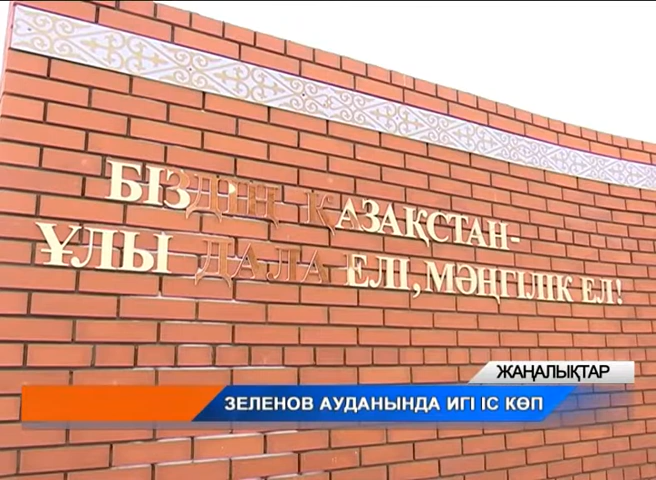 БІЗДІҢ ҚАЗАҚСТАН-
ҰЛЫ ДАЛА ЕЛІ, МӘҢГІЛІК ЕЛ!
ЖАҢАЛЫҚТАР
ЗЕЛЕНОВ АУДАНЫНДА ИГІ ІС КӨП